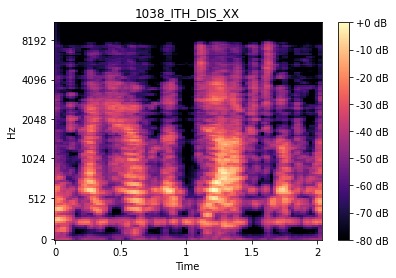 1038_ITH_DIS_XX
+0 dB
8192
-10 dB
4096
-20 dB
-30 dB
2048
Hz
-40 dB
1024
-50 dB
512
-60 dB
-70 dB
0
-80 dB
0 0.5 1 1.5 2
Time